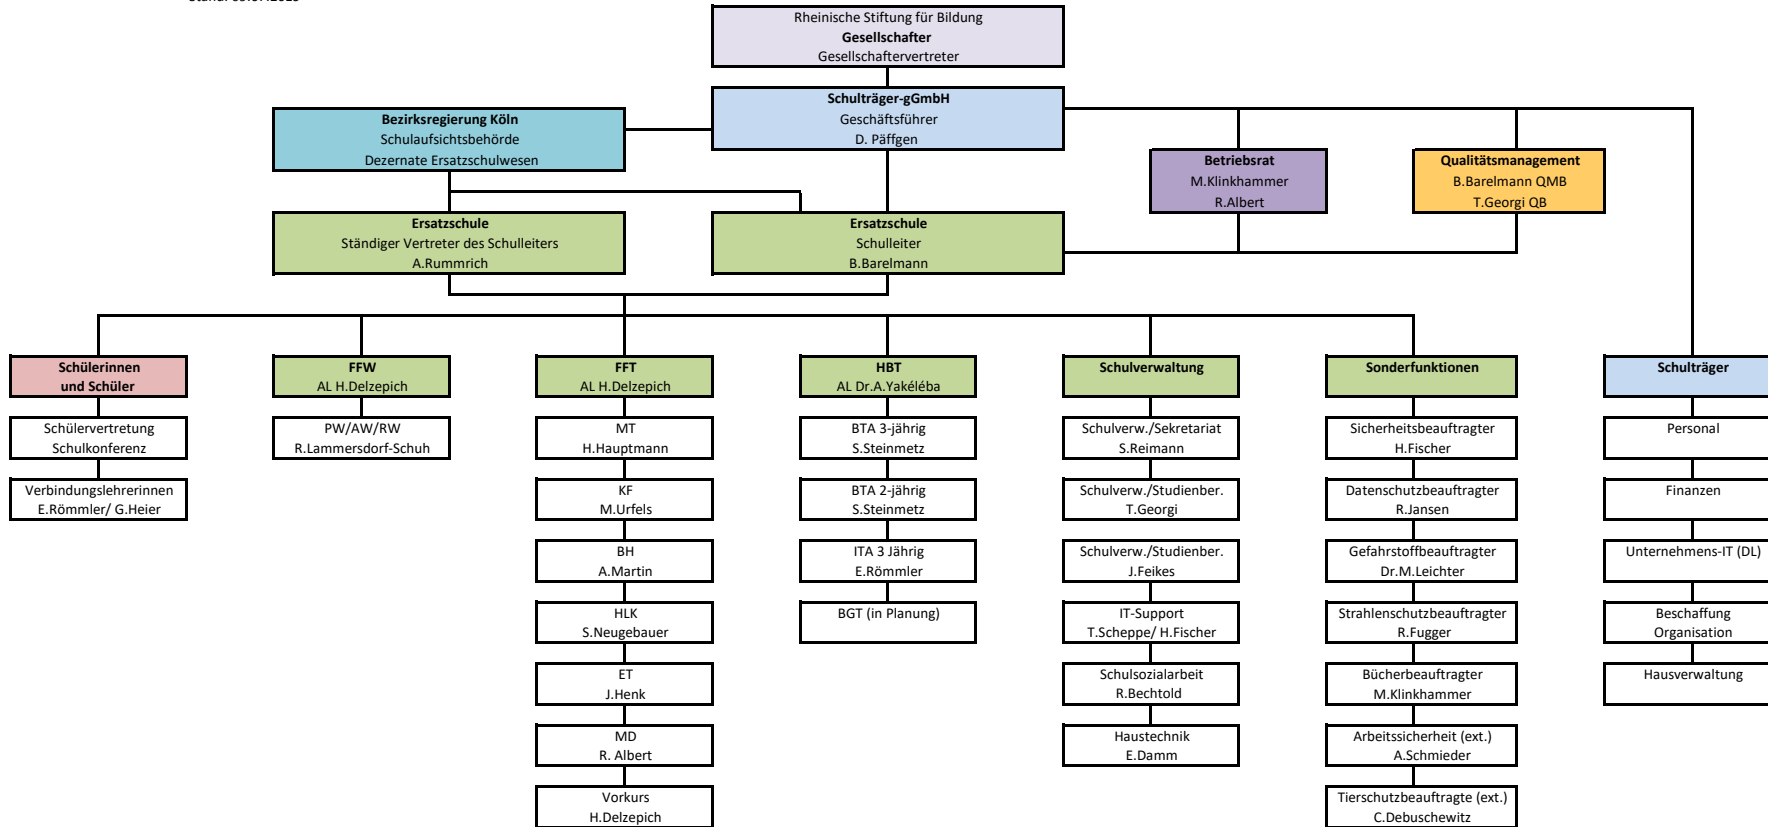 Rheinische Stiftung für Bildung
Gesellschafter
Gesellschaftervertreter
Schulträger-gGmbH
Geschäftsführer
D. Päffgen
Bezirksregierung Köln
Schulaufsichtsbehörde
Dezernate Ersatzschulwesen
Betriebsrat
M.Klinkhammer
R.Albert
Qualitätsmanagement
B.Barelmann QMB
T.Georgi QB
Ersatzschule
Ständiger Vertreter des Schulleiters
A.Rummrich
Ersatzschule
Schulleiter
B.Barelmann
Schülerinnen
und Schüler
Schülervertretung
Schulkonferenz
Verbindungslehrerinnen
E.Römmler/ G.Heier
FFW
AL H.Delzepich
PW/AW/RW
R.Lammersdorf-Schuh
FFT
AL H.Delzepich
MT
H.Hauptmann
KF
M.Urfels
BH
A.Martin
HLK
S.Neugebauer
ET
J.Henk
MD
R. Albert
Vorkurs
H.Delzepich
HBT
AL Dr.A.Yakéléba
BTA 3-jährig
S.Steinmetz
BTA 2-jährig
S.Steinmetz
ITA 3 Jährig
E.Römmler
BGT (in Planung)
Schulverwaltung
Schulverw./Sekretariat
S.Reimann
Schulverw./Studienber.
T.Georgi
Schulverw./Studienber.
J.Feikes
IT-Support
T.Scheppe/ H.Fischer
Schulsozialarbeit
R.Bechtold
Haustechnik
E.Damm
Sonderfunktionen
Sicherheitsbeauftragter
H.Fischer
Datenschutzbeauftragter
R.Jansen
Gefahrstoffbeauftragter
Dr.M.Leichter
Strahlenschutzbeauftragter
R.Fugger
Bücherbeauftragter
M.Klinkhammer
Arbeitssicherheit (ext.)
A.Schmieder
Tierschutzbeauftragte (ext.)
C.Debuschewitz
Schulträger
Personal
Finanzen
Unternehmens-IT (DL)
Beschaffung
Organisation
Hausverwaltung